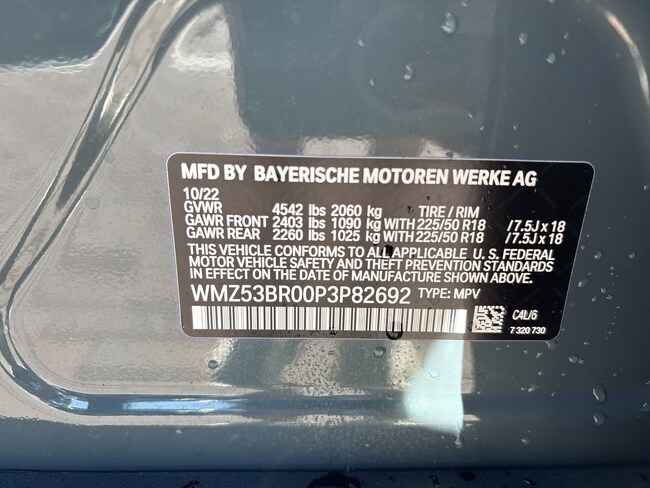 MFD BY BAYERISCHE MOTOREN WERKE AG
10/22
GVWR 4542 lbs 2060 kg TIRE / RIM
GAWR FRONT 2403 lbs 1090 kg WITH 225/50 R18 /7.5J x 18
GAWR REAR 2260 lbs 1025 kg WITH 225/50 R18 /7.5J x 18
THIS VEHICLE CONFORMS TO ALL APPLICABLE U. S. FEDERAL
MOTOR VEHICLE SAFETY AND THEFT PREVENTION STANDARDS
IN EFFECT ON THE DATE OF MANUFACTURE SHOWN ABOVE.
WMZ53BR00P3P82692 TYPE: MPV
C4L/6
7 320 730